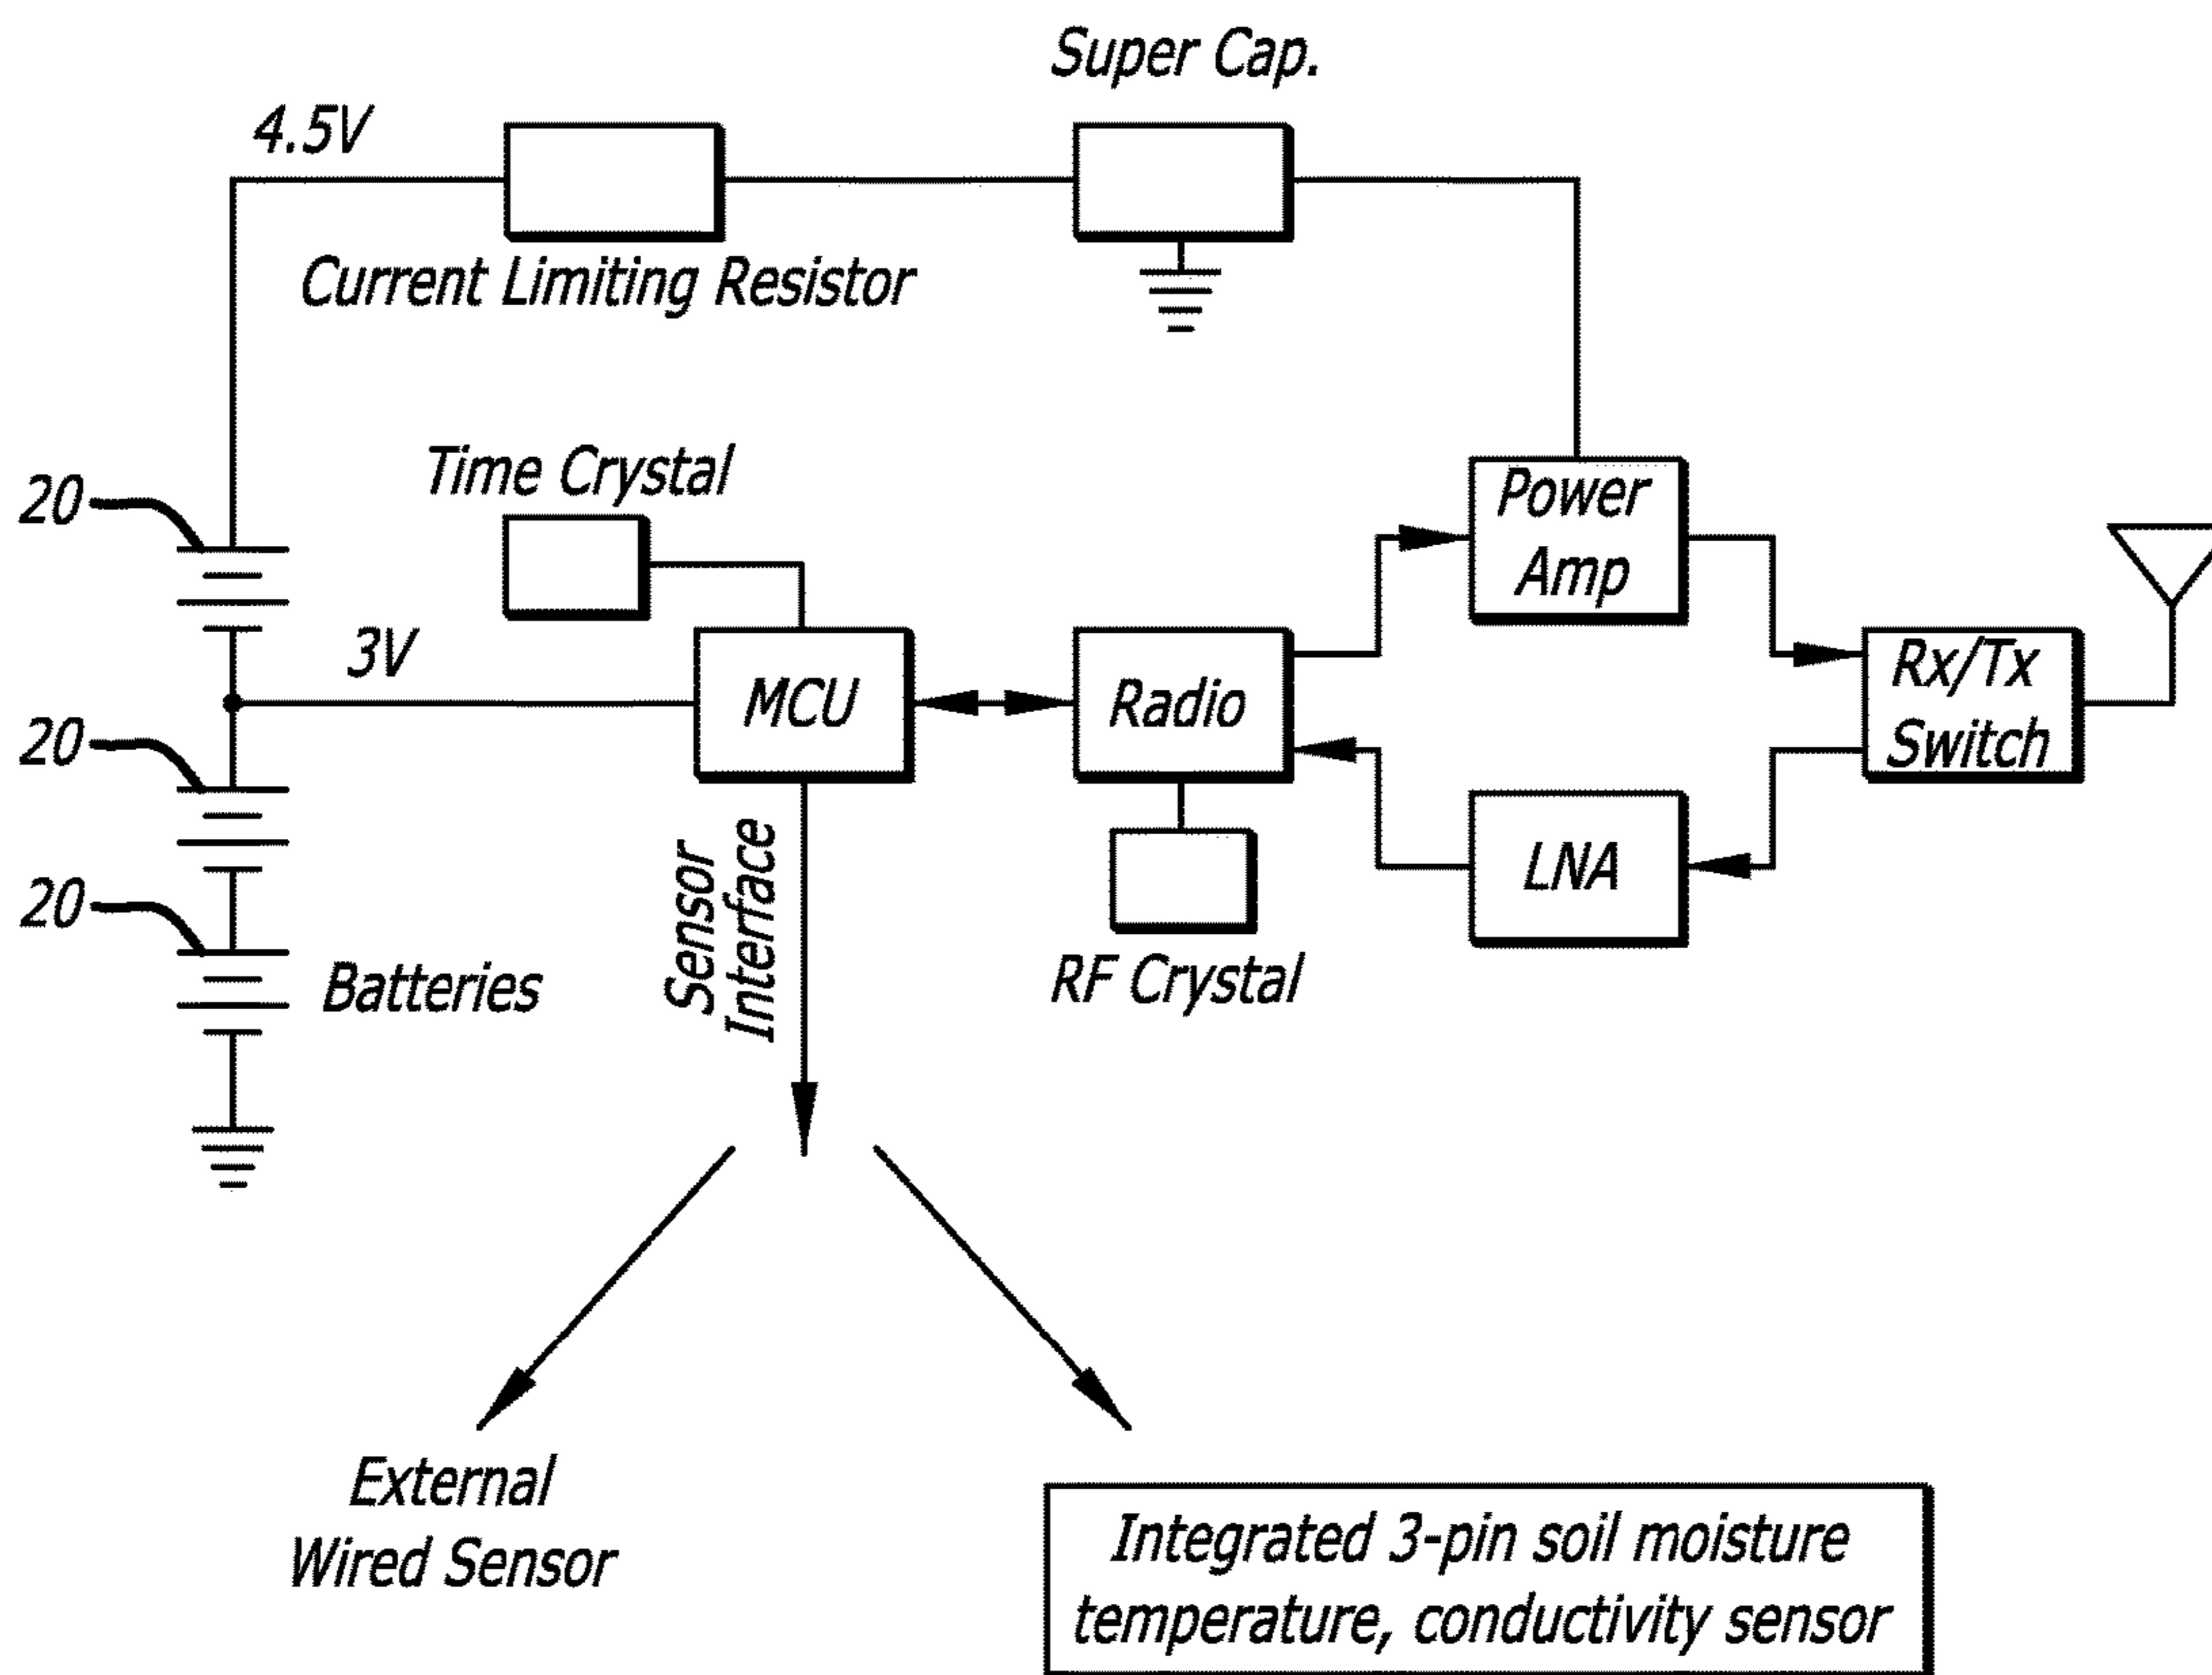 Super Cap.
4.5V
Current Limiting Resistor
Time Crystal
20
Power
Amp
3V
MCU
Radio
Rx/Tx
Switch
20
LNA
20
Batteries
Sensor
Interface
RF Crystal
External
Wired Sensor
Integrated 3-pin soil moisture
temperature, conductivity sensor